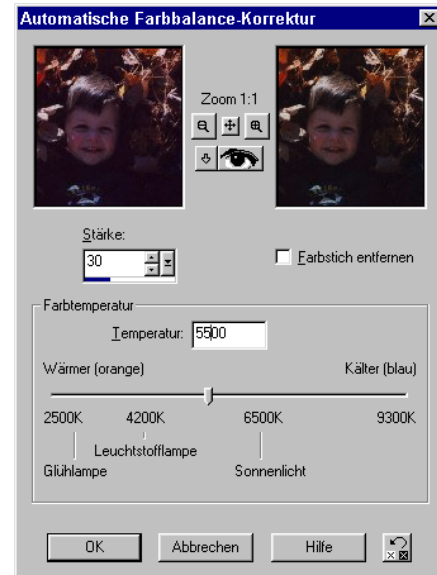 Automatische Farbbalance-Korrektur
Zoom 1:1
Stärke:
30
Farbstich entfernen
Farbtemperatur
Temperatur: 5500
Wärmer (orange) Kälter (blau)
2500K 4200K 6500K 9300K
Leuchtstofflampe
Glühlampe Sonnenlicht
OK Abbrechen Hilfe